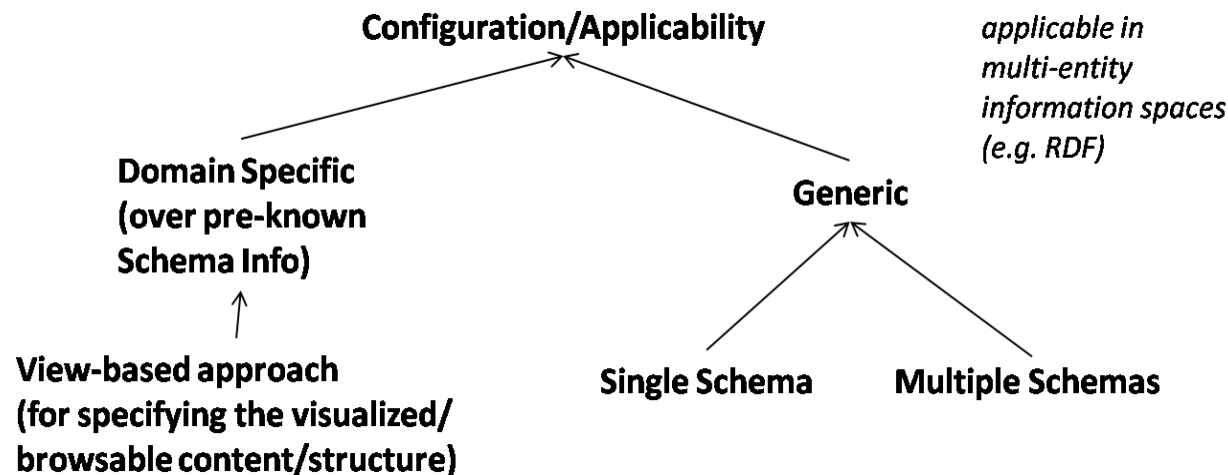 Configuration/Applicability
applicable in
multi-entity
information spaces
(e.g. RDF)
Domain Specific
(over pre-known
Schema Info)
Generic
View-based approach
(for specifying the visualized/
browsable content/structure)
Single Schema
Multiple Schemas